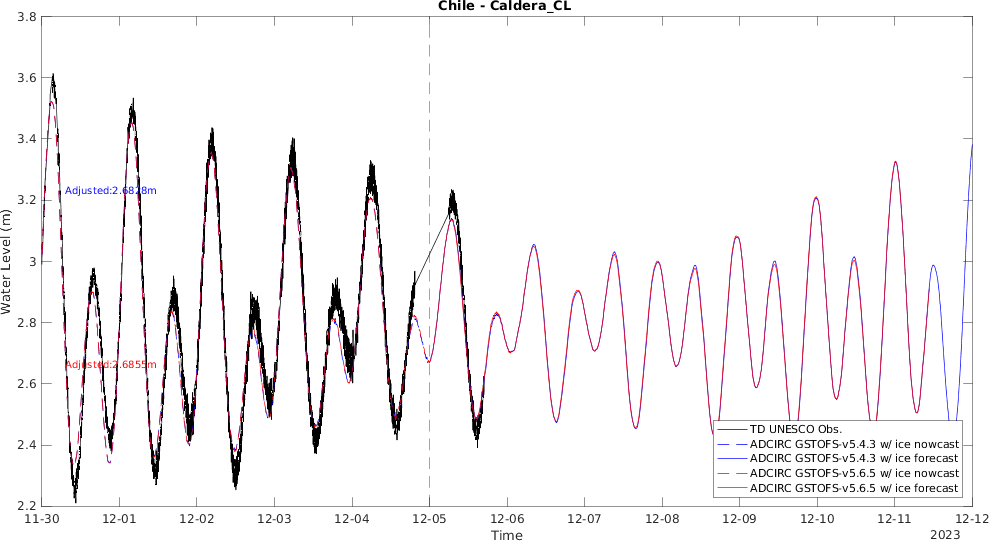 Chile - Caldera_CL
3.8
3.6
3.4
3.2
3
2.8
2.6
2.4
2.2
Water Level (m)
Adjusted:2.6828m
Adjusted:2.6855m
TD UNESCO Obs.
ADCIRC GSTOFS-v5.4.3 w/ ice nowcast
ADCIRC GSTOFS-v5.4.3 w/ ice forecast
ADCIRC GSTOFS-v5.6.5 w/ ice nowcast
ADCIRC GSTOFS-v5.6.5 w/ ice forecast
11-30 12-01 12-02 12-03 12-04 12-05 12-06 12-07 12-08 12-09 12-10 12-11 12-12
Time
2023